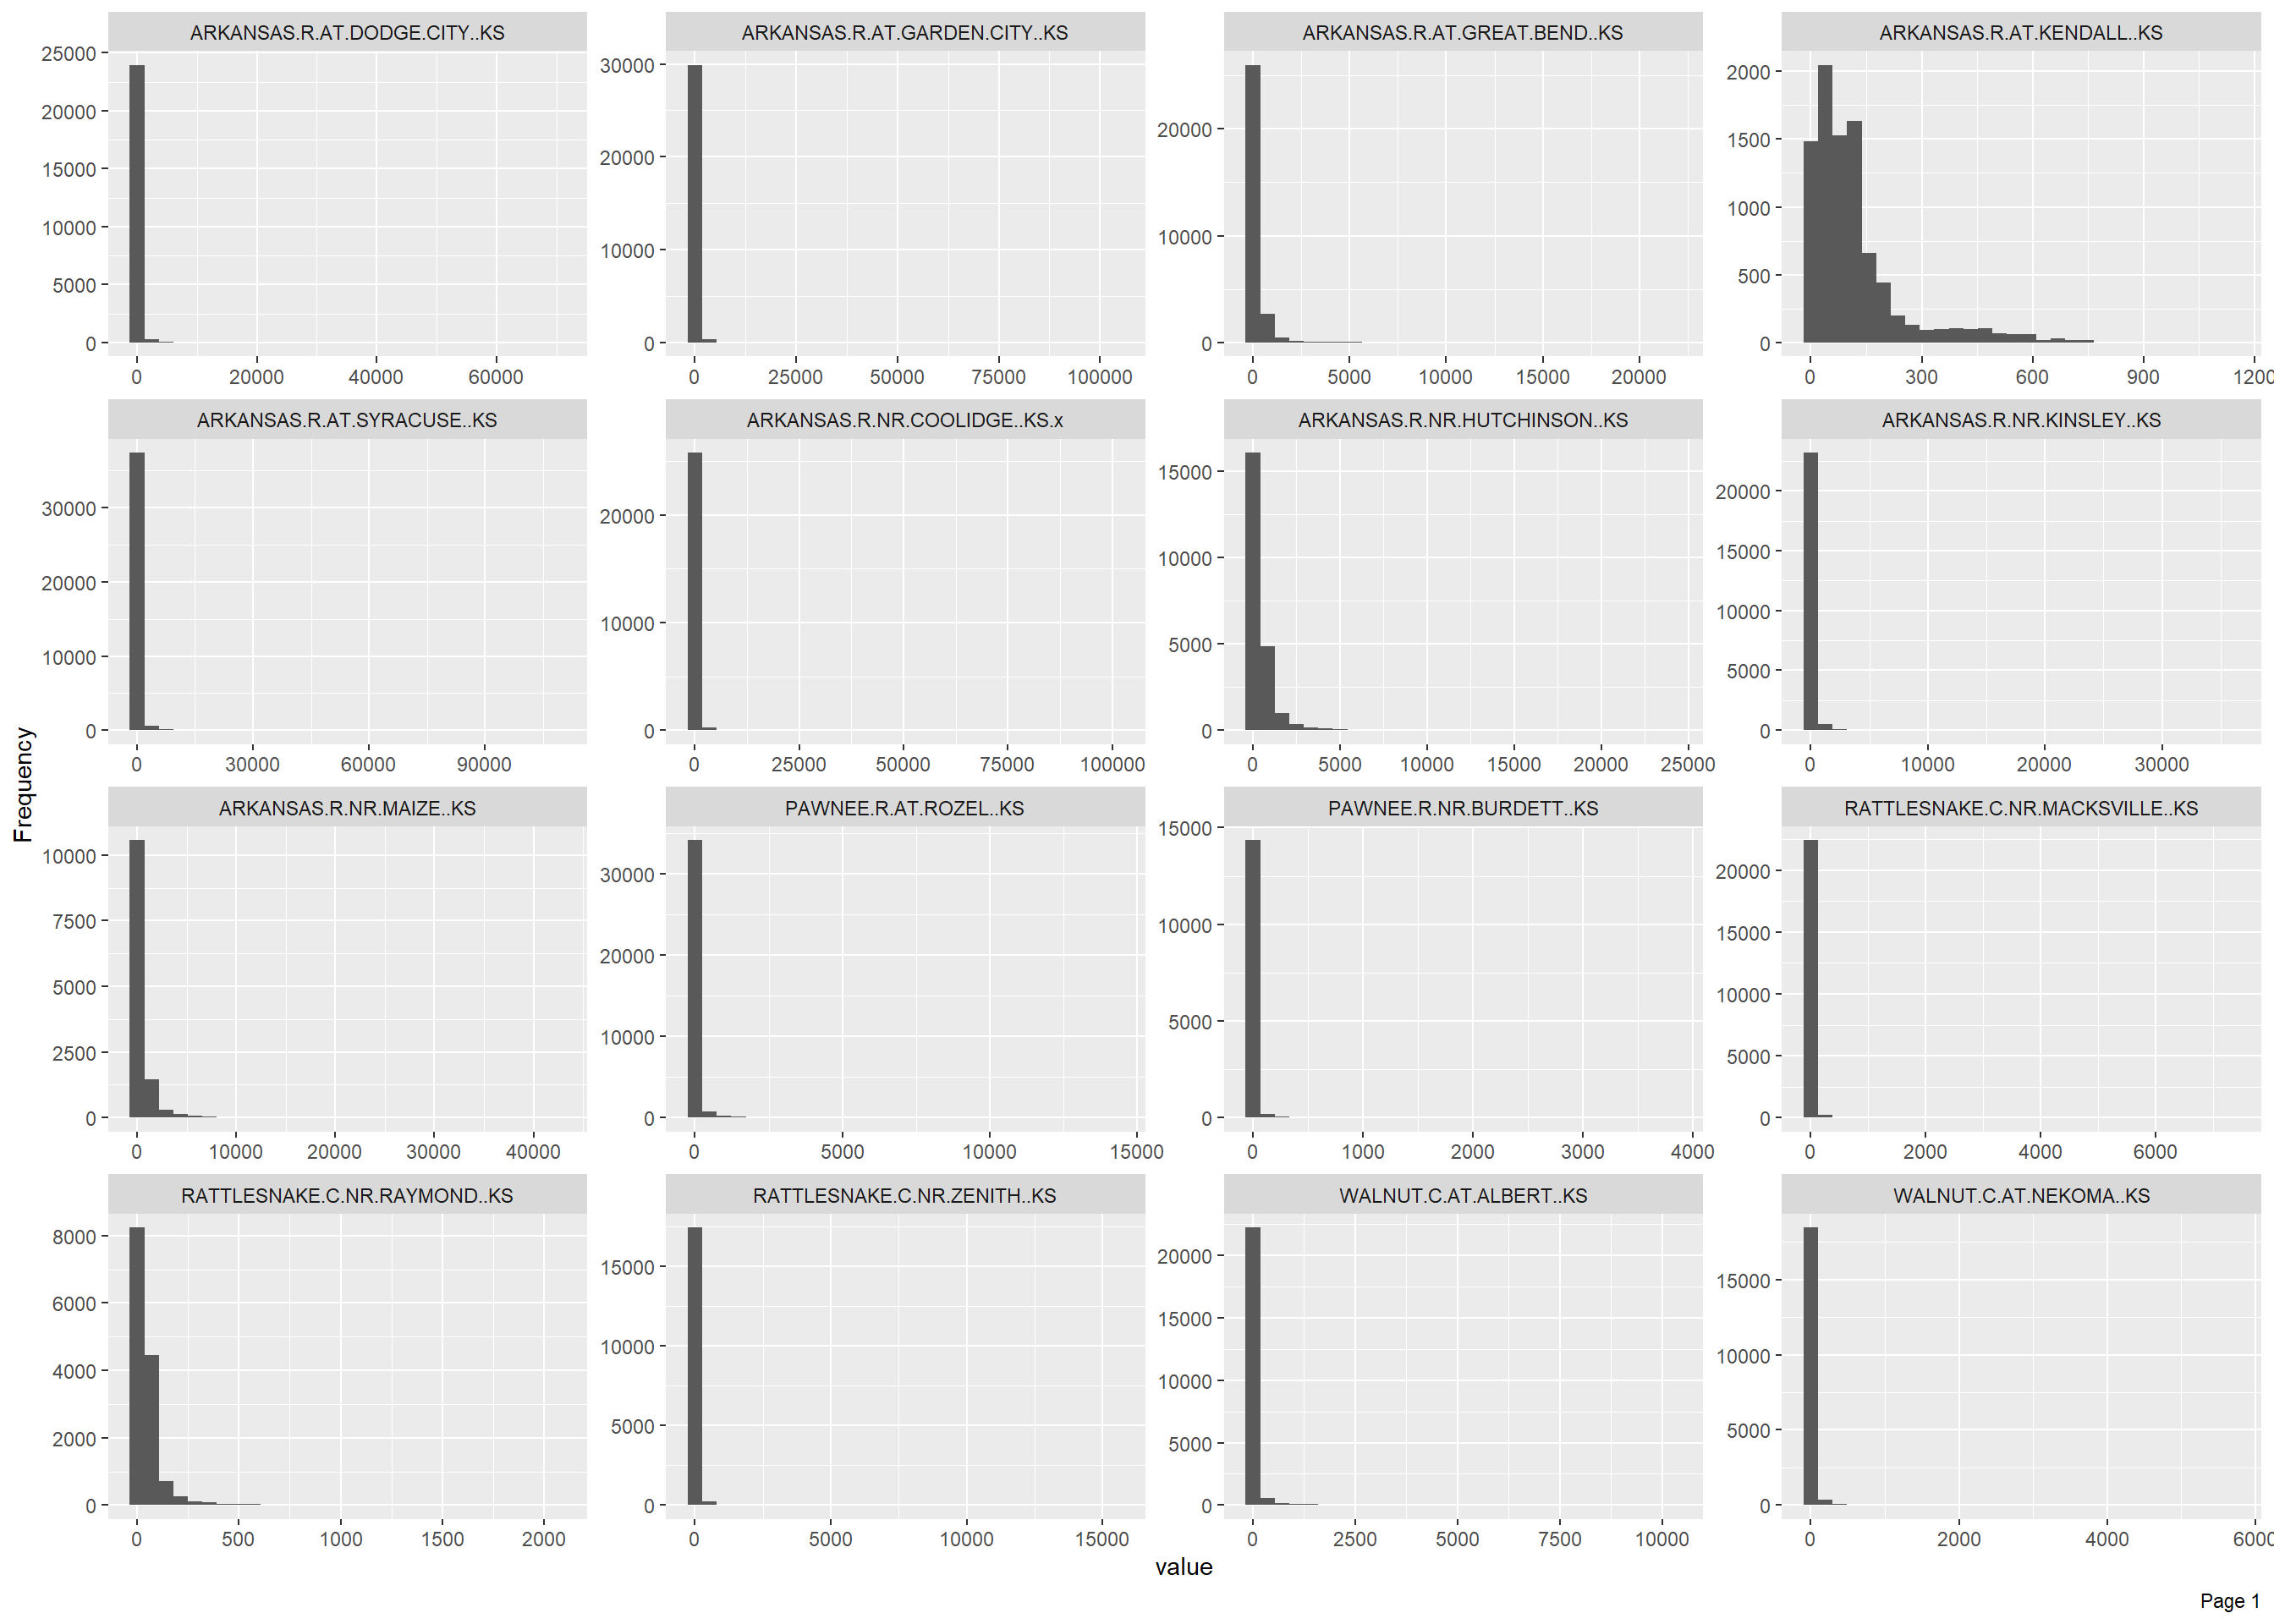 ARKANSAS.R.AT.DODGE.CITY..KS
25000
20000
15000
10000
5000
0
0 20000 40000 60000
ARKANSAS.R.AT.GARDEN.CITY..KS
30000
20000
10000
0
0 25000 50000 75000 100000
ARKANSAS.R.AT.GREAT.BEND..KS
20000
10000
0
0 5000 10000 15000 20000
ARKANSAS.R.AT.KENDALL..KS
2000
1500
1000
500
0
0 300 600 900 1200
ARKANSAS.R.AT.SYRACUSE..KS
30000
20000
10000
0
0 30000 60000 90000
ARKANSAS.R.NR.COOLIDGE..KS.x
20000
10000
0
0 25000 50000 75000 100000
ARKANSAS.R.NR.HUTCHINSON..KS
15000
10000
5000
0
0 5000 10000 15000 20000 25000
ARKANSAS.R.NR.KINSLEY..KS
20000
15000
10000
5000
0
0 10000 20000 30000
Frequency
ARKANSAS.R.NR.MAIZE..KS
10000
7500
5000
2500
0
0 10000 20000 30000 40000
PAWNEE.R.AT.ROZEL..KS
30000
20000
10000
0
0 5000 10000 15000
PAWNEE.R.NR.BURDETT..KS
15000
10000
5000
0
0 1000 2000 3000 4000
RATTLESNAKE.C.NR.MACKSVILLE..KS
20000
15000
10000
5000
0
0 2000 4000 6000
RATTLESNAKE.C.NR.RAYMOND..KS
8000
6000
4000
2000
0
0 500 1000 1500 2000
RATTLESNAKE.C.NR.ZENITH..KS
15000
10000
5000
0
0 5000 10000 15000
WALNUT.C.AT.ALBERT..KS
20000
15000
10000
5000
0
0 2500 5000 7500 10000
WALNUT.C.AT.NEKOMA..KS
15000
10000
5000
0
0 2000 4000 6000
value
Page 1